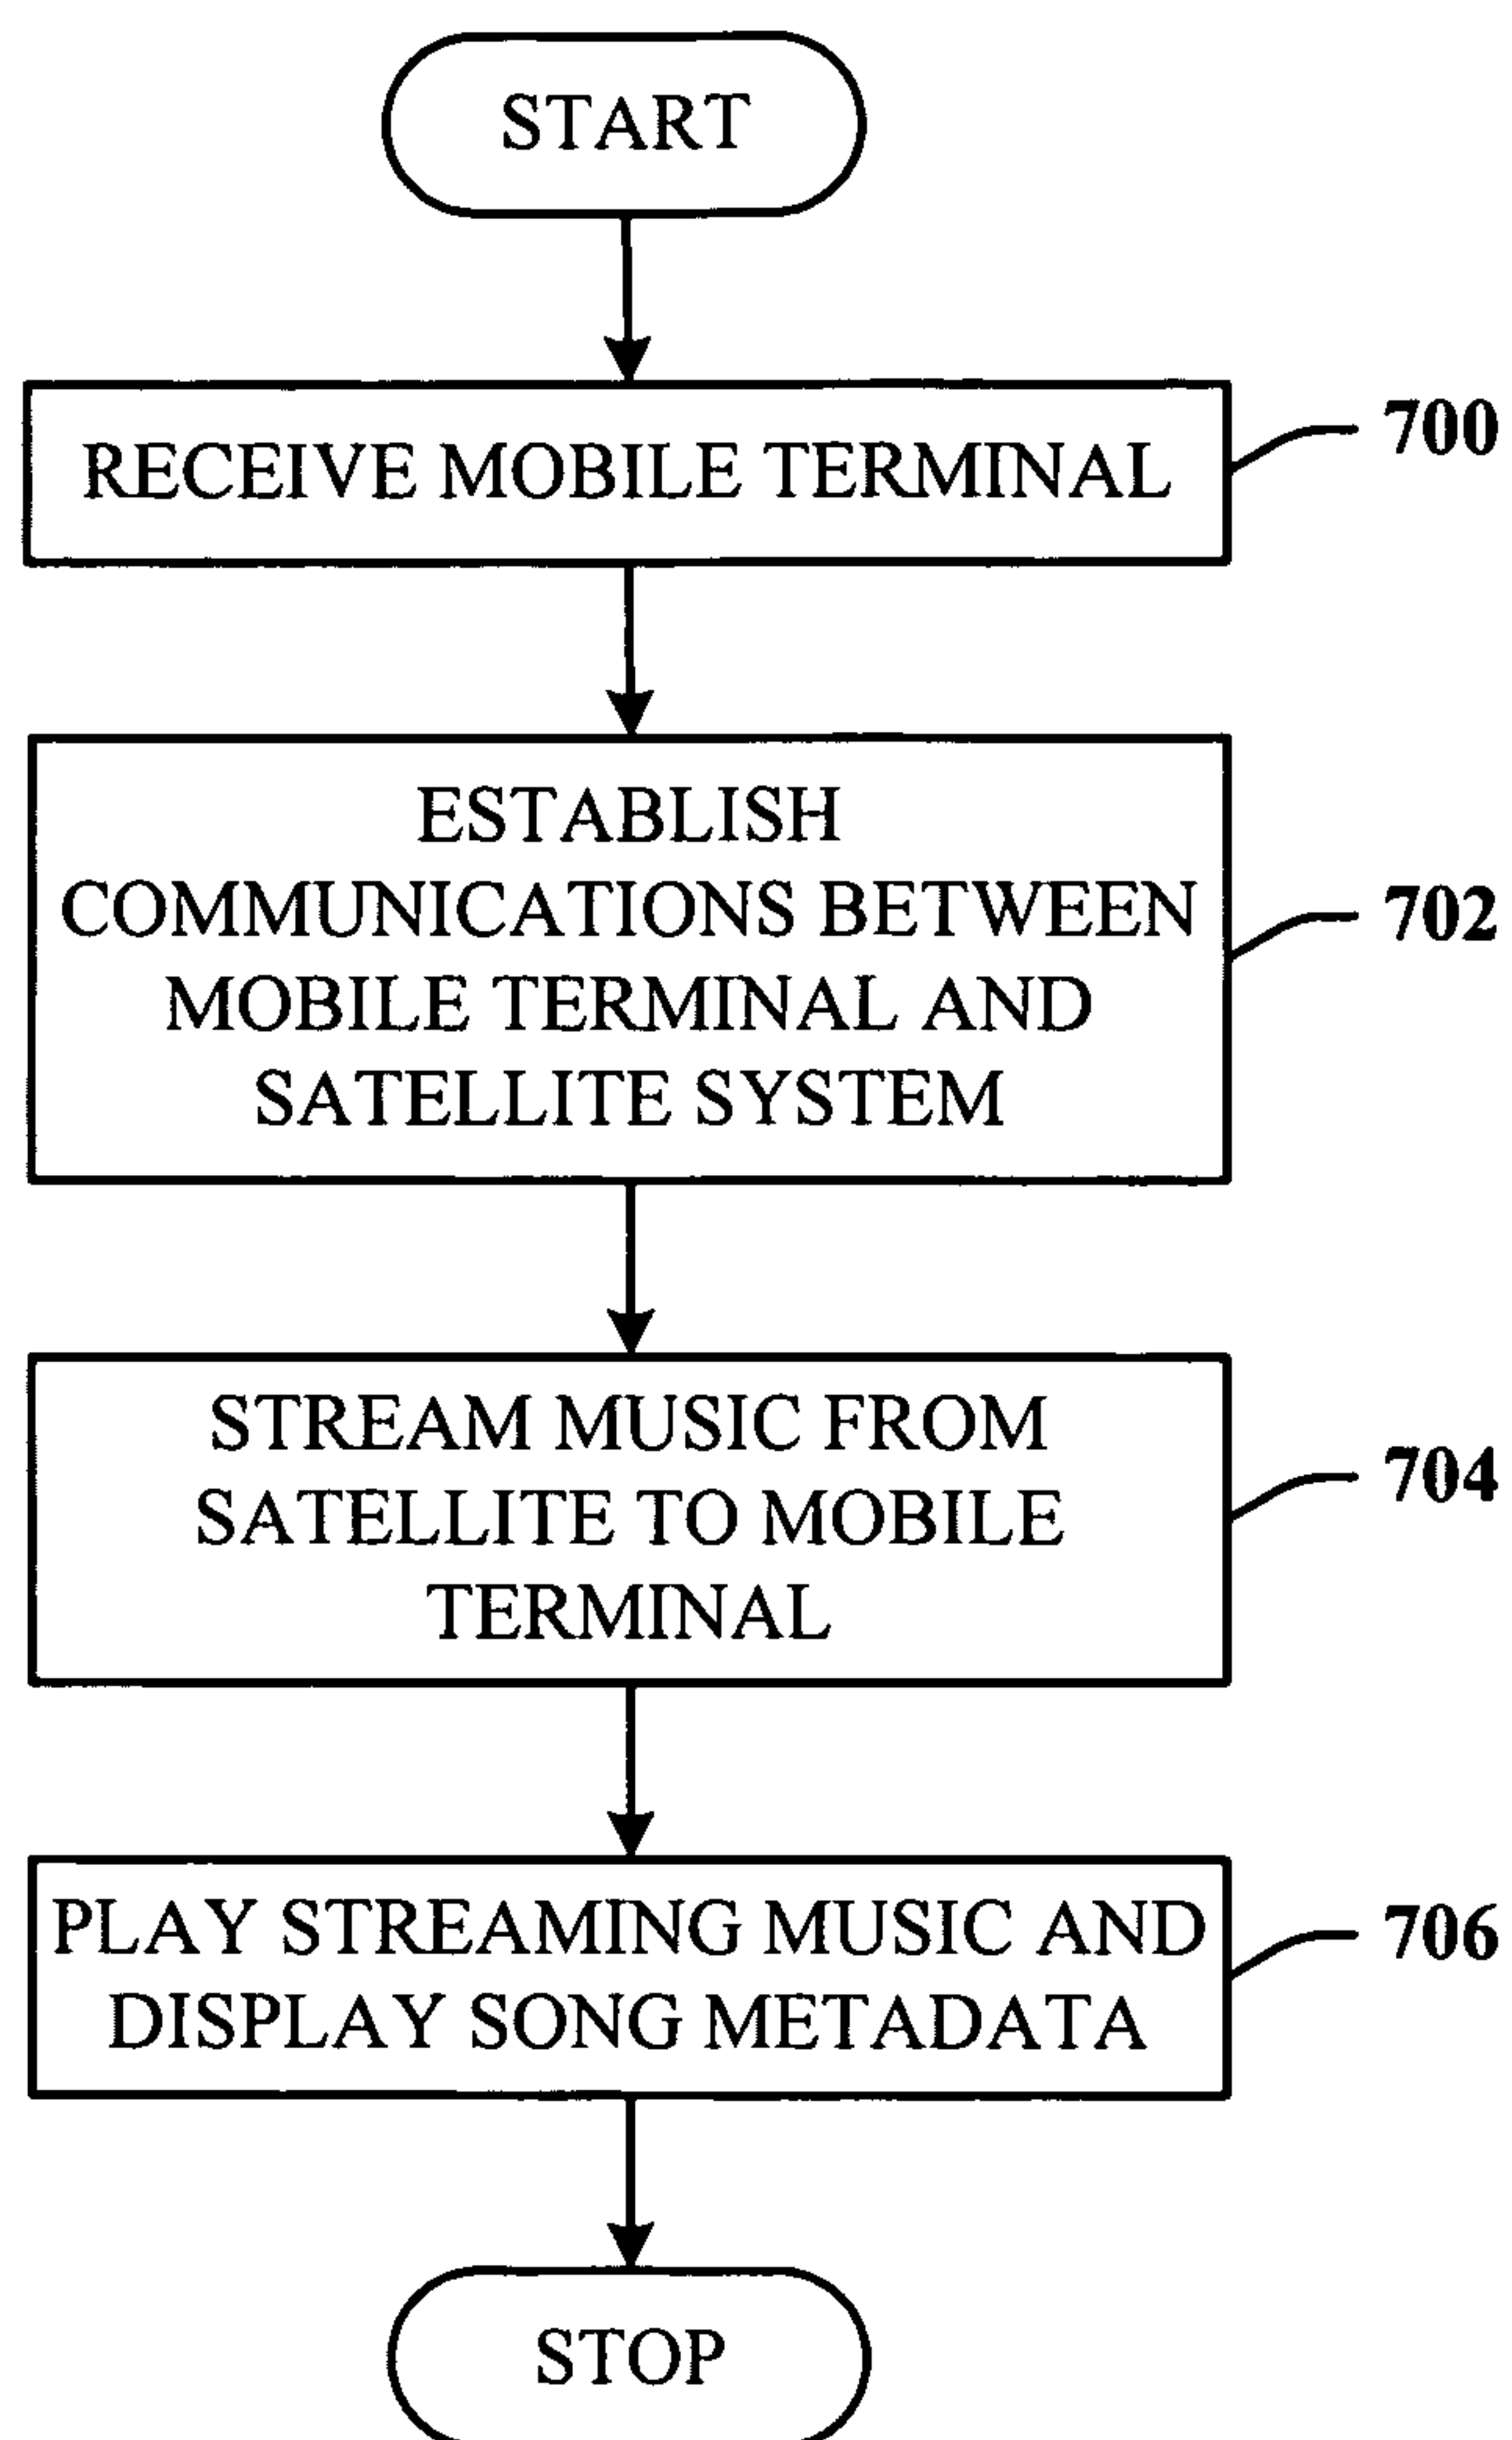 START
RECEIVE MOBILE TERMINAL
700
ESTABLISH
COMMUNICATIONS BETWEEN
MOBILE TERMINAL AND
SATELLITE SYSTEM
702
STREAM MUSIC FROM
SATELLITE TO MOBILE
TERMINAL
704
PLAY STREAMING MUSIC AND
DISPLAY SONG METADATA
706
STOP